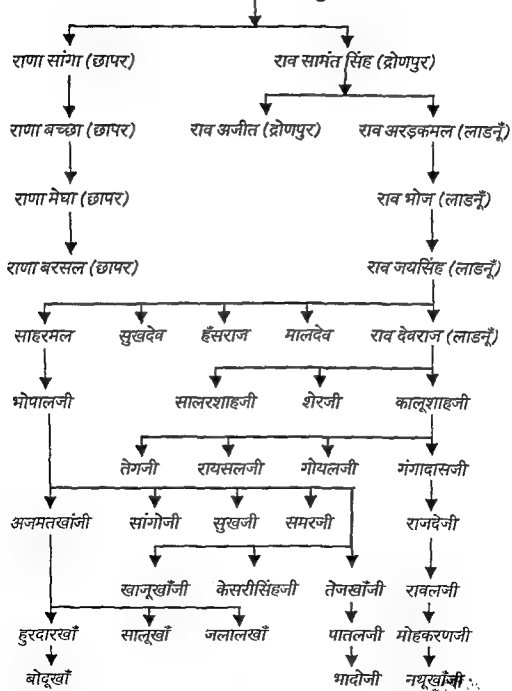 राणा सांगा (छापर) राव सामंत सिंह (द्रोणपुर)
राणा बच्छा (छापर) राव अजीत (द्रोणपुर) राव अरड़कमल (लाडनूँ)
राणा मेघा (छापर) राव भोज (लाडनूँ)
राणा बरसल (छापर) राव जयसिंह (लाडनूँ)
साहरमल सुखदेव हँसराज मालदेव राव देवराज (लाडनूँ)
भोपालजी सालरशाहजी शेरजी कालूशाहजी
तेगजी रायसलजी गोयलजी गंगादासजी
अजमतखांजी सांगोजी सुखजी समरजी राजदेजी
खाजूखाँजी केसरीसिंहजी तेजखाँजी रावलजी
हुरदारखाँ सालूखाँ जलालखाँ पातलजी मोहकरणजी
बोदूखाँ भादोजी नथूखाँजी